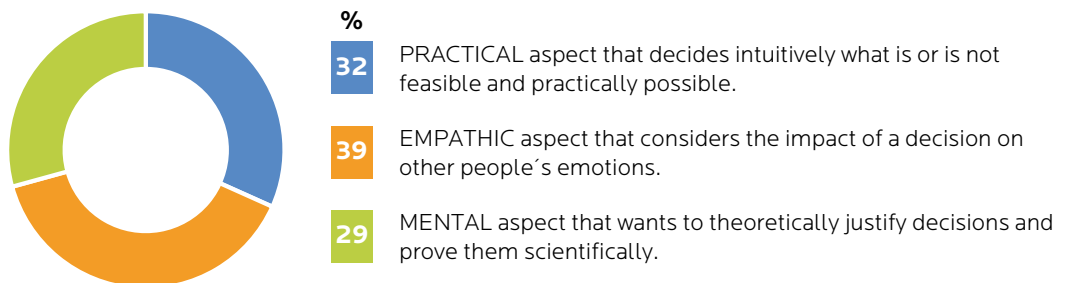 %
32 PRACTICAL aspect that decides intuitively what is or is not
feasible and practically possible.
39 EMPATHIC aspect that considers the impact of a decision on
other people´s emotions.
29 MENTAL aspect that wants to theoretically justify decisions and
prove them scientifically.